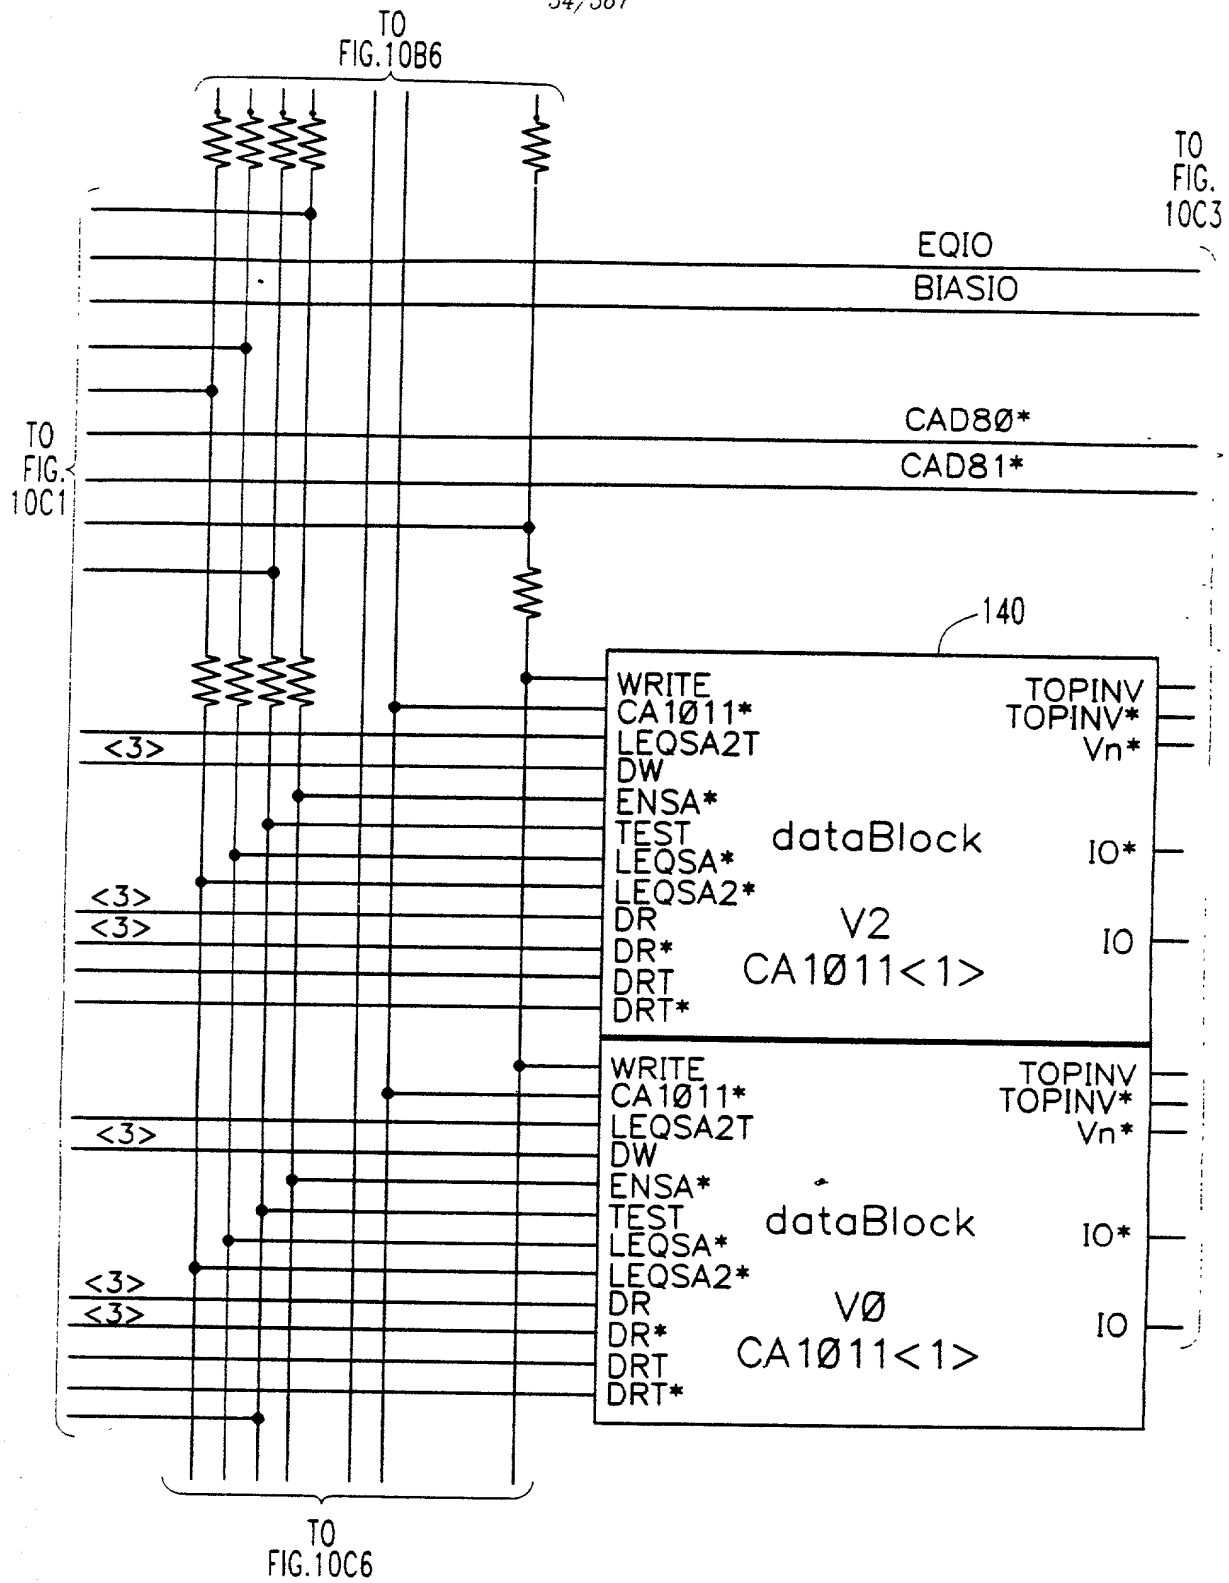 34/387
TO
FIG.10B6
TO
FIG.
10C3
EQIO
BIASIO
CAD8Ø*
CAD81*
TO
FIG.
10C1
140
WRITE
CA1Ø11*
LEQSA2T
<3>
DW
ENSA*
TEST
LEQSA*
LEQSA2*
<3>
DR
<3>
DR*
DRT
DRT*
dataBlock
V2
CA1Ø11<1>
TOPINV
TOPINV*
Vn*
IO*
IO
WRITE
CA1Ø11*
LEQSA2T
<3>
DW
ENSA*
TEST
LEQSA*
LEQSA2*
<3>
DR
<3>
DR*
DRT
DRT*
dataBlock
VØ
CA1Ø11<1>
TOPINV
TOPINV*
Vn*
IO*
IO
TO
FIG.10C6